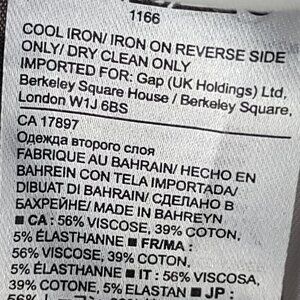 1166
COOL IRON/ IRON ON REVERSE SIDE
ONLY/ DRY CLEAN ONLY
IMPORTED FOR: Gap (UK Holdings) Ltd.
Berkeley Square House / Berkeley Square,
London W1J 6BS
CA 17897
Одежда второго слоя
FABRIQUE AU BAHRAIN/ HECHO EN
BAHREIN CON TELA IMPORTADA/
DIBUAT DI BAHRAIN/ СДЕЛАНО В
БАХРЕЙНЕ/ MADE IN BAHREYN
■ CA : 56% VISCOSE, 39% COTON,
5% ÉLASTHANNE ■ FR/MA :
56% VISCOSE, 39% COTON,
5% ÉLASTHANNE ■ IT : 56% VISCOSA,
39% COTONE, 5% ELASTAN ■ JP :
56%